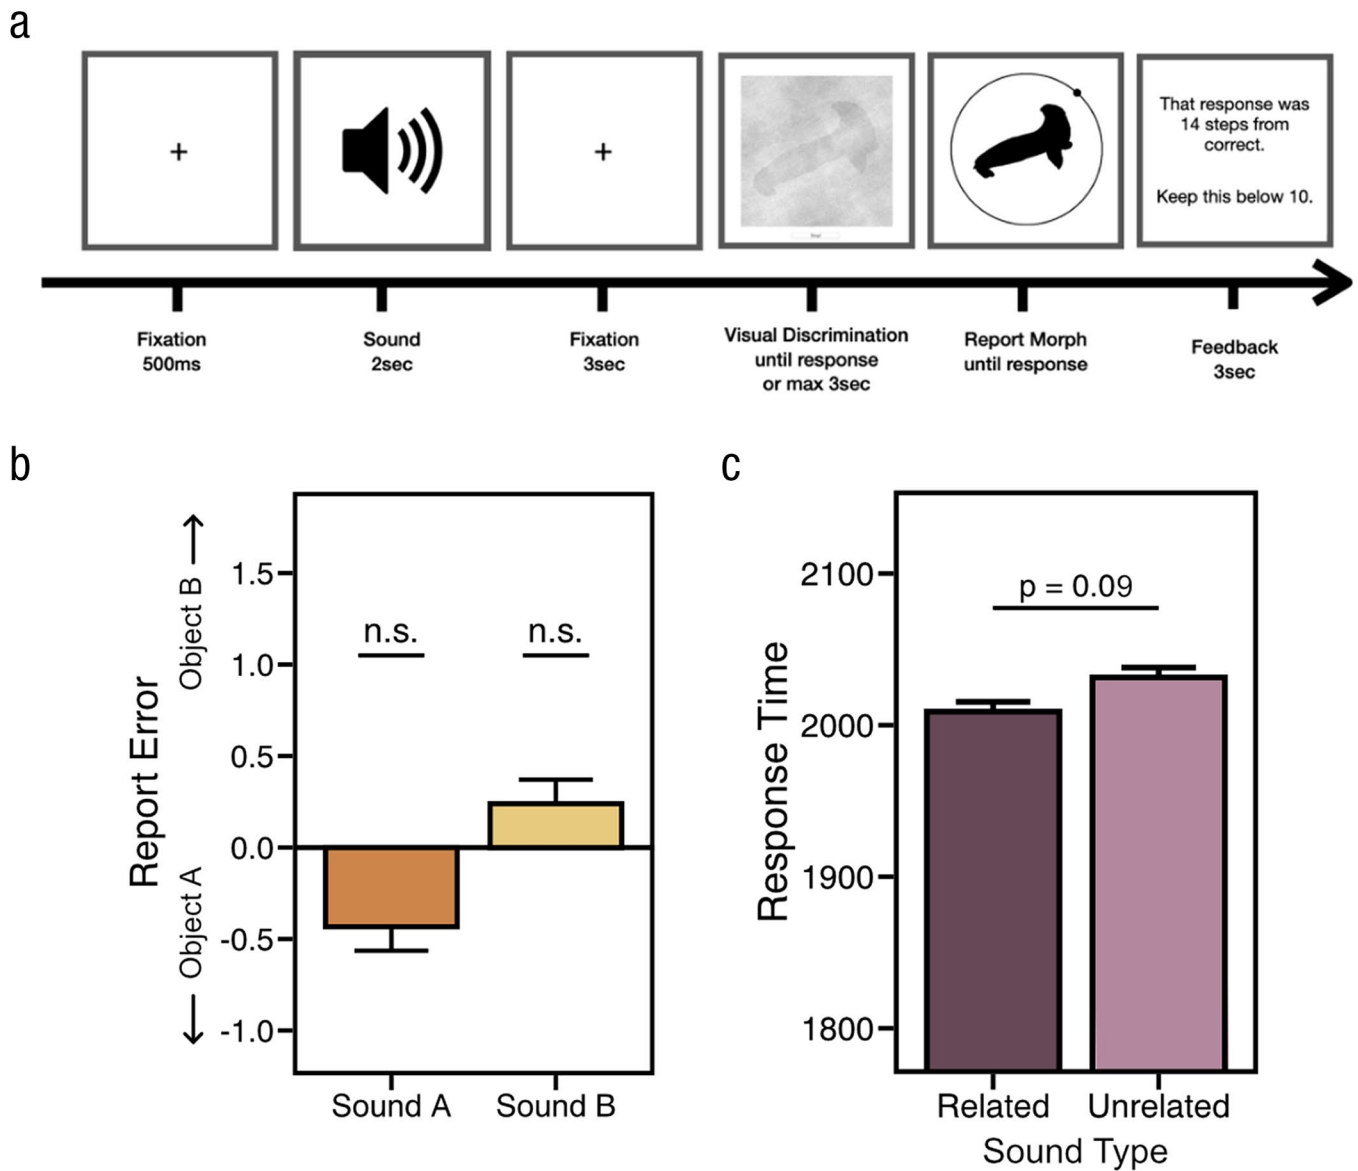 a
+
+
That response was
14 steps from
correct.
Keep this below 10.
Fixation
500ms
Sound
2sec
Fixation
3sec
Visual Discrimination
until response
or max 3sec
Report Morph
until response
Feedback
3sec
b
Report Error
← Object A
Object B →
1.5
1.0
0.5
0.0
-0.5
-1.0
n.s.
n.s.
Sound A
Sound B
c
Response Time
2100
2000
1900
1800
p = 0.09
Related
Unrelated
Sound Type